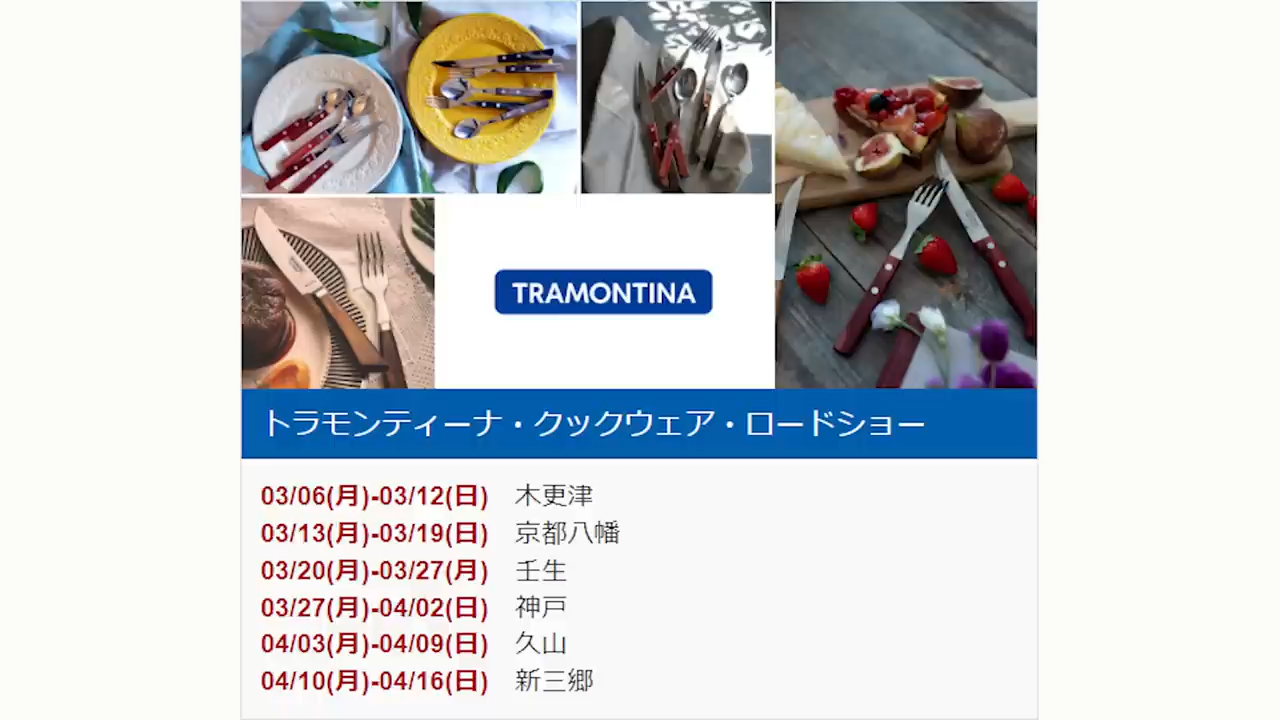 TRAMONTINA
トラモンティーナ・クックウェア・ロードショー
03/06(月)-03/12(日) 木更津
03/13(月)-03/19(日) 京都八幡
03/20(月)-03/27(月) 壬生
03/27(月)-04/02(日) 神戸
04/03(月)-04/09(日) 久山
04/10(月)-04/16(日) 新三郷